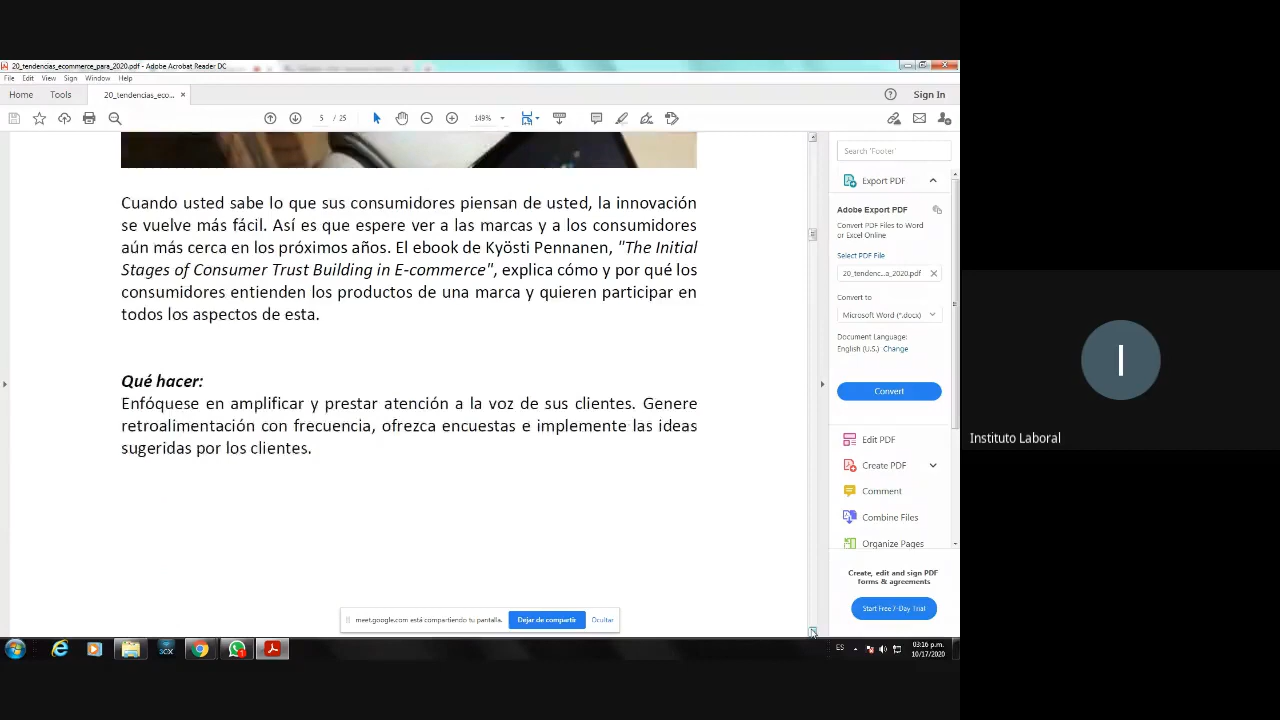 20_tendencias_ecommerce_para_2020.pdf - Adobe Acrobat Reader DC
File Edit View Sign Window Help
Home Tools 20_tendencias_eco... × Sign In
5 / 25 149%
Cuando usted sabe lo que sus consumidores piensan de usted, la innovación
se vuelve más fácil. Así es que espere ver a las marcas y a los consumidores
aún más cerca en los próximos años. El ebook de Kyösti Pennanen, "The Initial
Stages of Consumer Trust Building in E-commerce", explica cómo y por qué los
consumidores entienden los productos de una marca y quieren participar en
todos los aspectos de esta.
Qué hacer:
Enfóquese en amplificar y prestar atención a la voz de sus clientes. Genere
retroalimentación con frecuencia, ofrezca encuestas e implemente las ideas
sugeridas por los clientes.
Search 'Footer'
Export PDF
Adobe Export PDF
Convert PDF Files to Word
or Excel Online
Select PDF File
20_tendenc...a_2020.pdf
Convert to
Microsoft Word (*.docx)
Document Language:
English (U.S.) Change
Convert
Edit PDF
Create PDF
Comment
Combine Files
Organize Pages
Create, edit and sign PDF
forms & agreements
Start Free 7-Day Trial
meet.google.com está compartiendo tu pantalla. Dejar de compartir Ocultar
3CX
ES
03:16 p.m.
10/17/2020
I
Instituto Laboral